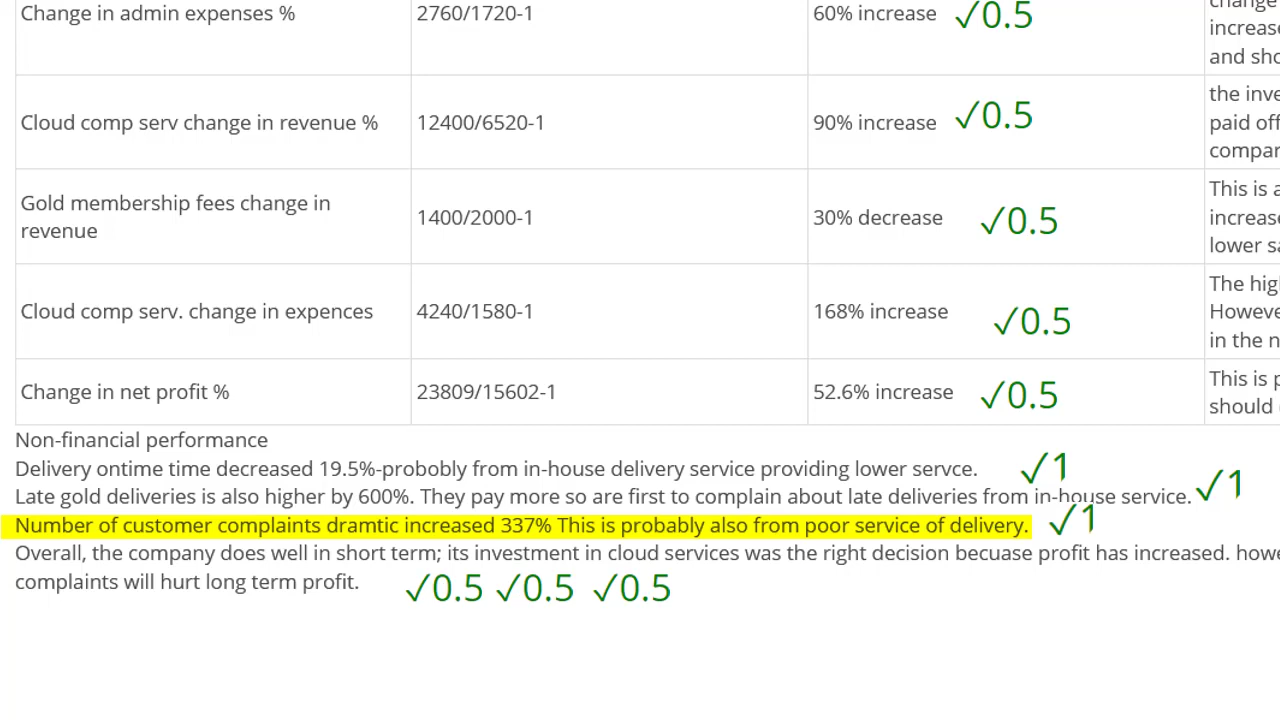 Change in admin expenses % 2760/1720-1 60% increase ✓0.5
increase
and sho
Cloud comp serv change in revenue % 12400/6520-1 90% increase ✓0.5
the inve
paid off
compar
Gold membership fees change in
revenue
1400/2000-1 30% decrease ✓0.5
This is a
increase
lower sa
Cloud comp serv. change in expences 4240/1580-1 168% increase ✓0.5
The high
Howeve
in the n
Change in net profit % 23809/15602-1 52.6% increase ✓0.5
This is p
should
Non-financial performance
Delivery ontime time decreased 19.5%-probobly from in-house delivery service providing lower servce. ✓1
Late gold deliveries is also higher by 600%. They pay more so are first to complain about late deliveries from in-house service. ✓1
Number of customer complaints dramtic increased 337% This is probably also from poor service of delivery. ✓1
Overall, the company does well in short term; its investment in cloud services was the right decision becuase profit has increased. howe
complaints will hurt long term profit. ✓0.5 ✓0.5 ✓0.5